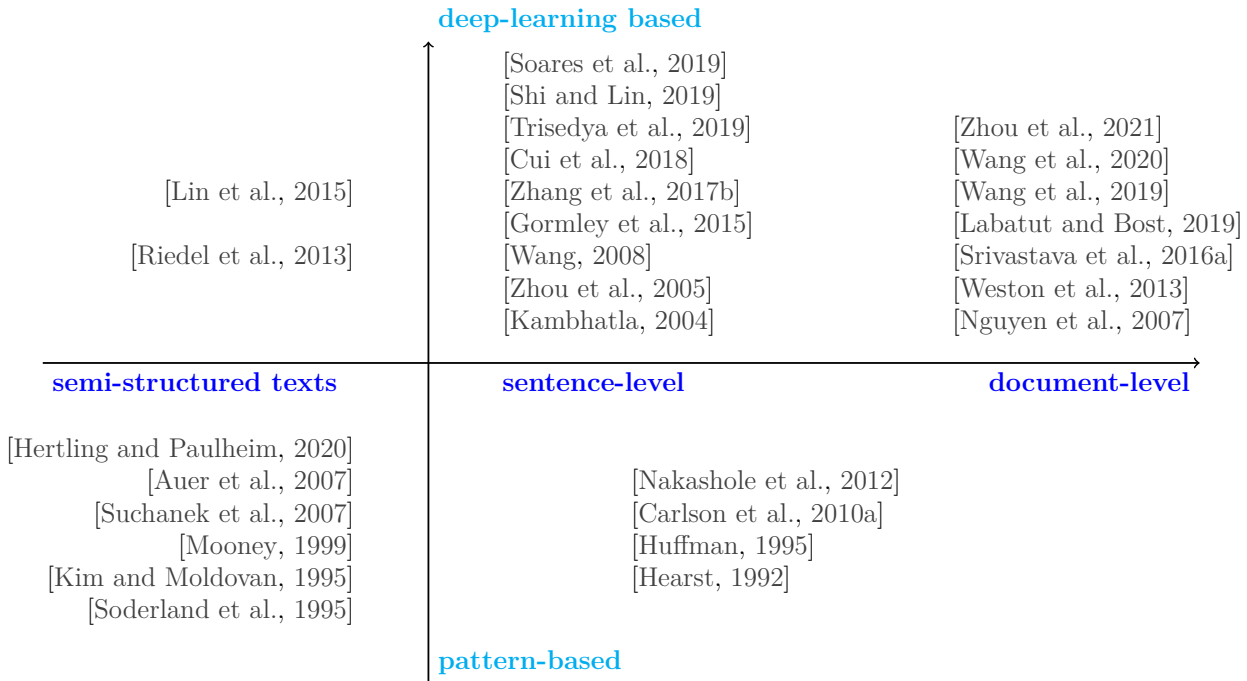 deep-learning based
[Soares et al., 2019]
[Shi and Lin, 2019]
[Trisedya et al., 2019]
[Zhou et al., 2021]
[Cui et al., 2018]
[Wang et al., 2020]
[Lin et al., 2015]
[Zhang et al., 2017b]
[Wang et al., 2019]
[Gormley et al., 2015]
[Labatut and Bost, 2019]
[Riedel et al., 2013]
[Wang, 2008]
[Srivastava et al., 2016a]
[Zhou et al., 2005]
[Weston et al., 2013]
[Kambhatla, 2004]
[Nguyen et al., 2007]
semi-structured texts
sentence-level
document-level
[Hertling and Paulheim, 2020]
[Auer et al., 2007]
[Nakashole et al., 2012]
[Suchanek et al., 2007]
[Carlson et al., 2010a]
[Mooney, 1999]
[Huffman, 1995]
[Kim and Moldovan, 1995]
[Hearst, 1992]
[Soderland et al., 1995]
pattern-based